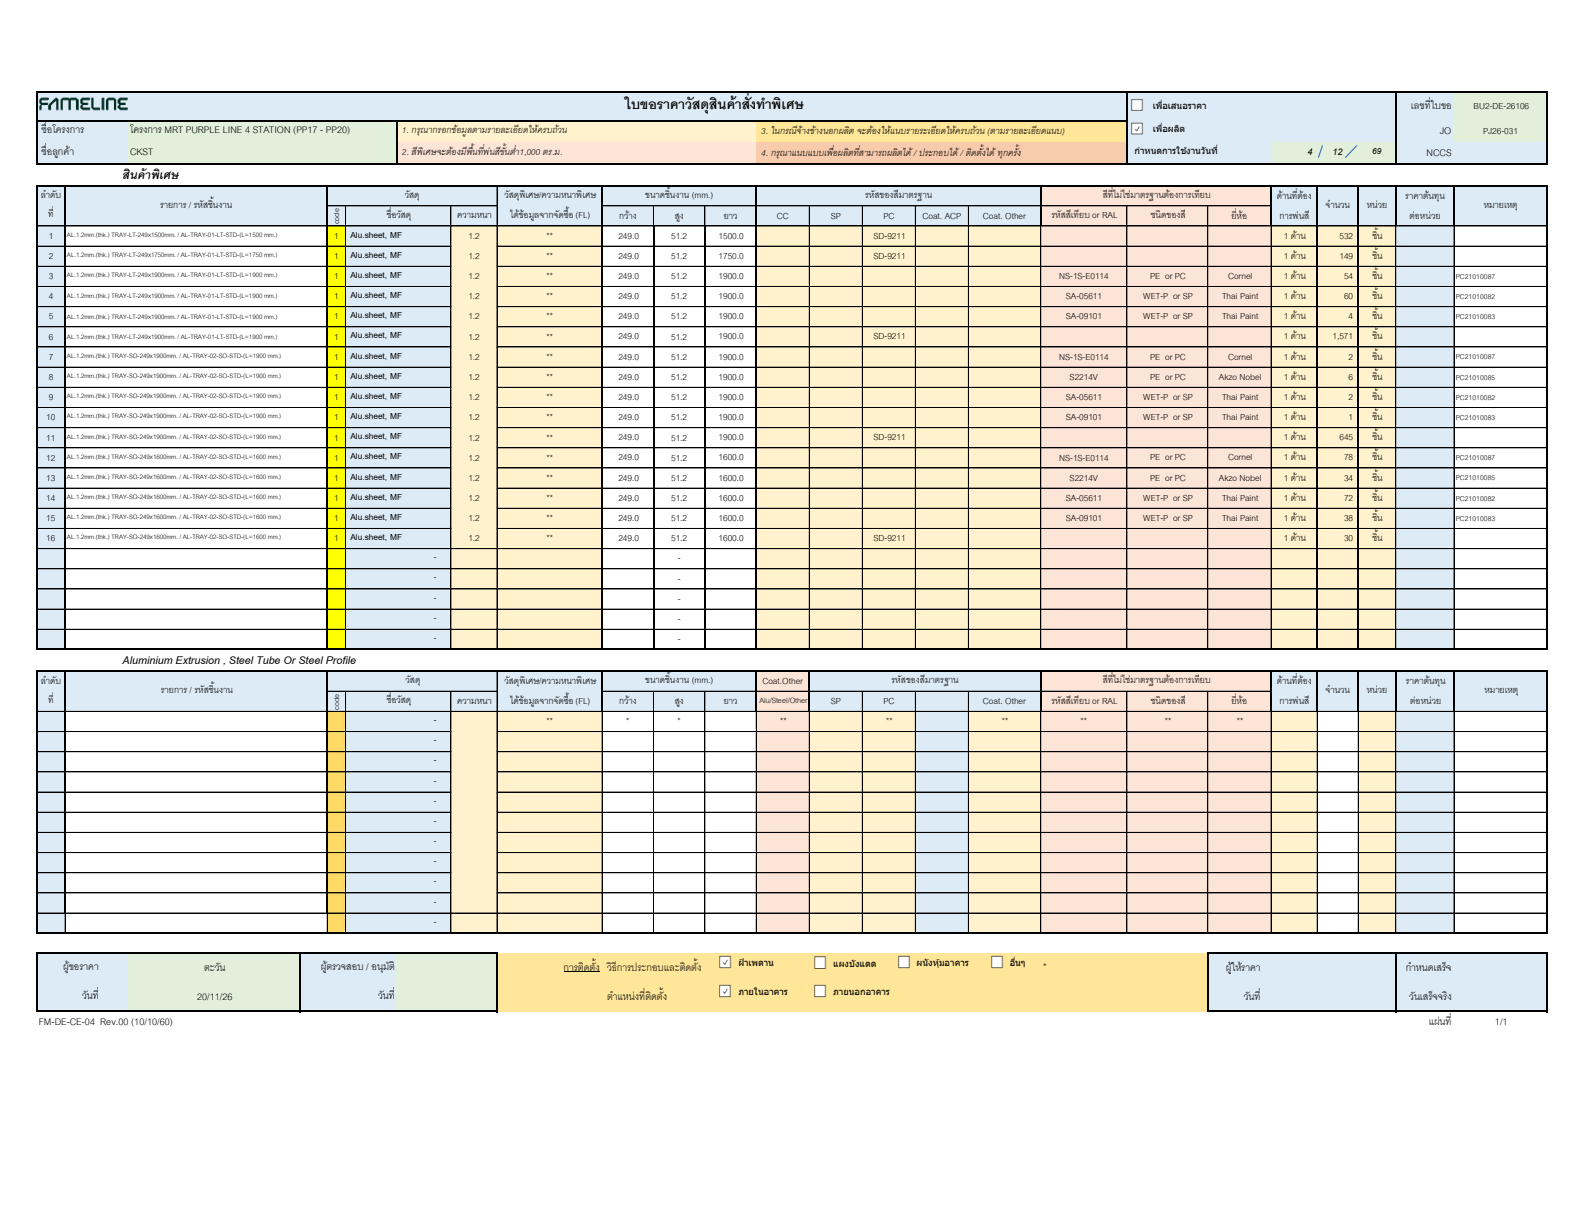 FAMELINE ใบขอราคาวัสดุสินค้าสั่งทำพิเศษ เพื่อเสนอราคา เลขที่ใบขอ BU2-DE-26106
ชื่อโครงการ โครงการ MRT PURPLE LINE 4 STATION (PP17 - PP20) 1. กรุณากรอกข้อมูลตามรายละเอียดให้ครบถ้วน 3. ในกรณีจ้างช้างนอกผลิต จะต้องให้แนบรายระเอียดให้ครบถ้วน (ตามรายละเอียดแนบ) ✓ เพื่อผลิต JO PJ26-031
ชื่อลูกค้า CKST 2. สีพิเศษจะต้องมีพื้นที่พ่นสีขั้นต่ำ1,000 ตร.ม. 4. กรุณาแนบแบบเพื่อผลิตที่สามารถผลิตได้ / ประกอบได้ / ติดตั้งได้ ทุกครั้ง กำหนดการใช้งานวันที่ 4 / 12 / 69 NCCS
สินค้าพิเศษ
ลำดับ วัสดุ วัสดุพิเศษ/ความหนาพิเศษ ขนาดชิ้นงาน (mm.) รหัสของสีมาตรฐาน สีที่ไม่ใช่มาตรฐานต้องการเทียบ ด้านที่ต้อง ราคาต้นทุน
ที่ รายการ / รหัสชิ้นงาน code ชื่อวัสดุ ความหนา ได้ข้อมูลจากจัดซื้อ (FL) กว้าง สูง ยาว CC SP PC Coat. ACP Coat. Other รหัสสีเทียบ or RAL ชนิดของสี ยี่ห้อ การพ่นสี จำนวน หน่วย ต่อหน่วย หมายเหตุ
1 AL.1.2mm.(thk.) TRAY-LT-249x1500mm. / AL-TRAY-01-LT-STD-(L=1500 mm.) 1 Alu.sheet, MF 1.2 ** 249.0 51.2 1500.0 SD-9211 1 ด้าน 532 ชิ้น
2 AL.1.2mm.(thk.) TRAY-LT-249x1750mm. / AL-TRAY-01-LT-STD-(L=1750 mm.) 1 Alu.sheet, MF 1.2 ** 249.0 51.2 1750.0 SD-9211 1 ด้าน 149 ชิ้น
3 AL.1.2mm.(thk.) TRAY-LT-249x1900mm. / AL-TRAY-01-LT-STD-(L=1900 mm.) 1 Alu.sheet, MF 1.2 ** 249.0 51.2 1900.0 NS-1S-E0114 PE or PC Cornel 1 ด้าน 54 ชิ้น PC21010087
4 AL.1.2mm.(thk.) TRAY-LT-249x1900mm. / AL-TRAY-01-LT-STD-(L=1900 mm.) 1 Alu.sheet, MF 1.2 ** 249.0 51.2 1900.0 SA-05611 WET-P or SP Thai Paint 1 ด้าน 60 ชิ้น PC21010082
5 AL.1.2mm.(thk.) TRAY-LT-249x1900mm. / AL-TRAY-01-LT-STD-(L=1900 mm.) 1 Alu.sheet, MF 1.2 ** 249.0 51.2 1900.0 SA-09101 WET-P or SP Thai Paint 1 ด้าน 4 ชิ้น PC21010083
6 AL.1.2mm.(thk.) TRAY-LT-249x1900mm. / AL-TRAY-01-LT-STD-(L=1900 mm.) 1 Alu.sheet, MF 1.2 ** 249.0 51.2 1900.0 SD-9211 1 ด้าน 1,571 ชิ้น
7 AL.1.2mm.(thk.) TRAY-SO-249x1900mm. / AL-TRAY-02-SO-STD-(L=1900 mm.) 1 Alu.sheet, MF 1.2 ** 249.0 51.2 1900.0 NS-1S-E0114 PE or PC Cornel 1 ด้าน 2 ชิ้น PC21010087
8 AL.1.2mm.(thk.) TRAY-SO-249x1900mm. / AL-TRAY-02-SO-STD-(L=1900 mm.) 1 Alu.sheet, MF 1.2 ** 249.0 51.2 1900.0 S2214V PE or PC Akzo Nobel 1 ด้าน 6 ชิ้น PC21010085
9 AL.1.2mm.(thk.) TRAY-SO-249x1900mm. / AL-TRAY-02-SO-STD-(L=1900 mm.) 1 Alu.sheet, MF 1.2 ** 249.0 51.2 1900.0 SA-05611 WET-P or SP Thai Paint 1 ด้าน 2 ชิ้น PC21010082
10 AL.1.2mm.(thk.) TRAY-SO-249x1900mm. / AL-TRAY-02-SO-STD-(L=1900 mm.) 1 Alu.sheet, MF 1.2 ** 249.0 51.2 1900.0 SA-09101 WET-P or SP Thai Paint 1 ด้าน 1 ชิ้น PC21010083
11 AL.1.2mm.(thk.) TRAY-SO-249x1900mm. / AL-TRAY-02-SO-STD-(L=1900 mm.) 1 Alu.sheet, MF 1.2 ** 249.0 51.2 1900.0 SD-9211 1 ด้าน 645 ชิ้น
12 AL.1.2mm.(thk.) TRAY-SO-249x1600mm. / AL-TRAY-02-SO-STD-(L=1600 mm.) 1 Alu.sheet, MF 1.2 ** 249.0 51.2 1600.0 NS-1S-E0114 PE or PC Cornel 1 ด้าน 78 ชิ้น PC21010087
13 AL.1.2mm.(thk.) TRAY-SO-249x1600mm. / AL-TRAY-02-SO-STD-(L=1600 mm.) 1 Alu.sheet, MF 1.2 ** 249.0 51.2 1600.0 S2214V PE or PC Akzo Nobel 1 ด้าน 34 ชิ้น PC21010085
14 AL.1.2mm.(thk.) TRAY-SO-249x1600mm. / AL-TRAY-02-SO-STD-(L=1600 mm.) 1 Alu.sheet, MF 1.2 ** 249.0 51.2 1600.0 SA-05611 WET-P or SP Thai Paint 1 ด้าน 72 ชิ้น PC21010082
15 AL.1.2mm.(thk.) TRAY-SO-249x1600mm. / AL-TRAY-02-SO-STD-(L=1600 mm.) 1 Alu.sheet, MF 1.2 ** 249.0 51.2 1600.0 SA-09101 WET-P or SP Thai Paint 1 ด้าน 38 ชิ้น PC21010083
16 AL.1.2mm.(thk.) TRAY-SO-249x1600mm. / AL-TRAY-02-SO-STD-(L=1600 mm.) 1 Alu.sheet, MF 1.2 ** 249.0 51.2 1600.0 SD-9211 1 ด้าน 30 ชิ้น
- -
- -
- -
- -
- -
Aluminium Extrusion , Steel Tube Or Steel Profile
ลำดับ วัสดุ วัสดุพิเศษ/ความหนาพิเศษ ขนาดชิ้นงาน (mm.) Coat.Other รหัสของสีมาตรฐาน สีที่ไม่ใช่มาตรฐานต้องการเทียบ ด้านที่ต้อง ราคาต้นทุน
ที่ รายการ / รหัสชิ้นงาน code ชื่อวัสดุ ความหนา ได้ข้อมูลจากจัดซื้อ (FL) กว้าง สูง ยาว Alu/Steel/Other SP PC Coat. Other รหัสสีเทียบ or RAL ชนิดของสี ยี่ห้อ การพ่นสี จำนวน หน่วย ต่อหน่วย หมายเหตุ
- ** * * ** ** ** ** ** **
-
-
-
-
-
-
-
-
-
-
ผู้ขอราคา ตะวัน ผู้ตรวจสอบ / อนุมัติ การติดตั้ง วิธีการประกอบและติดตั้ง ✓ ฝ้าเพดาน แผงบังแดด ผนังหุ้มอาคาร อื่นๆ * ผู้ให้ราคา กำหนดเสร็จ
วันที่ 20/11/26 วันที่ ตำแหน่งที่ติดตั้ง ✓ ภายในอาคาร ภายนอกอาคาร วันที่ วันเสร็จจริง
FM-DE-CE-04 Rev.00 (10/10/60) แผ่นที่ 1/1